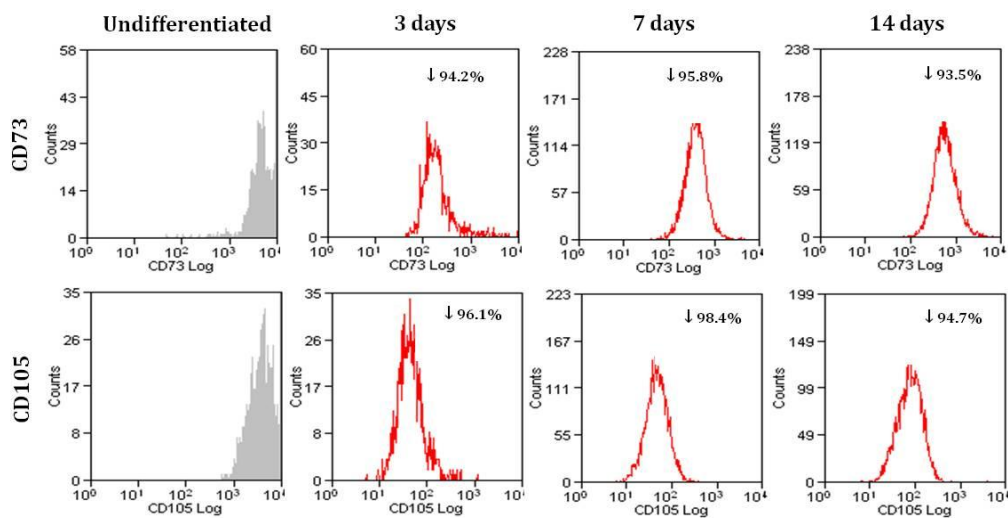 Undifferentiated 3 days 7 days 14 days
CD73
58
43
29
14
0
Counts
10⁰ 10¹ 10² 10³ 10⁴
CD73 Log
60
45
30
15
0
Counts
↓ 94.2%
10⁰ 10¹ 10² 10³ 10⁴
CD73 Log
228
171
114
57
0
Counts
↓ 95.8%
10⁰ 10¹ 10² 10³ 10⁴
CD73 Log
238
178
119
59
0
Counts
↓ 93.5%
10⁰ 10¹ 10² 10³ 10⁴
CD73 Log
CD105
35
26
17
8
0
Counts
10⁰ 10¹ 10² 10³ 10⁴
CD105 Log
35
26
17
8
0
Counts
↓ 96.1%
10⁰ 10¹ 10² 10³ 10⁴
CD105 Log
223
167
111
55
0
Counts
↓ 98.4%
10⁰ 10¹ 10² 10³ 10⁴
CD105 Log
199
149
99
49
0
Counts
↓ 94.7%
10⁰ 10¹ 10² 10³ 10⁴
CD105 Log